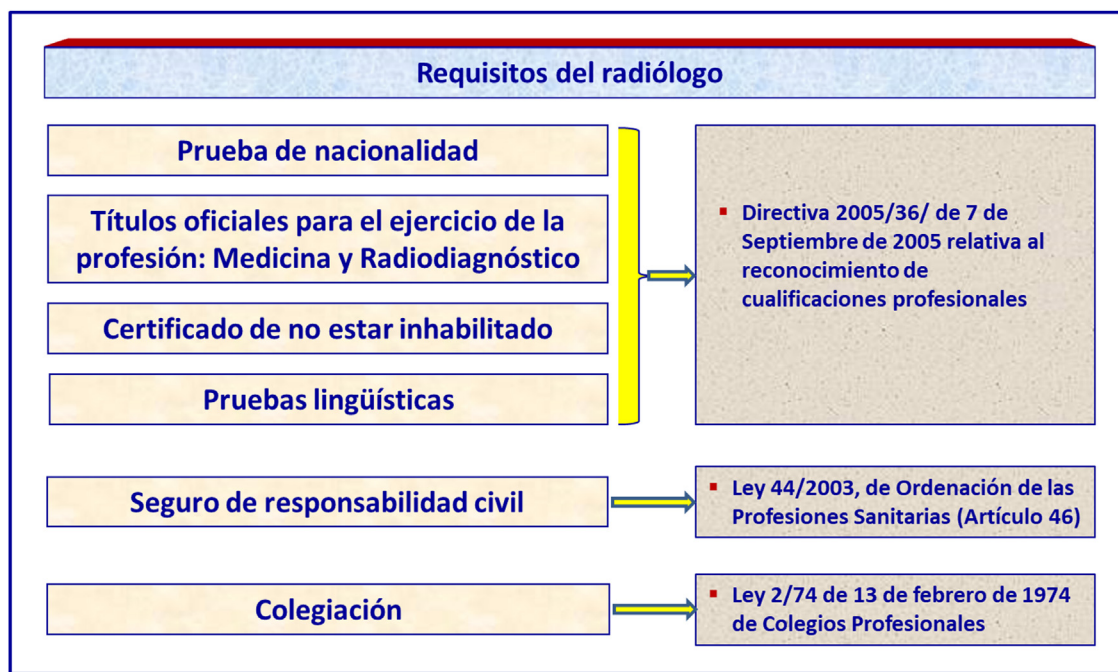 Requisitos del radiólogo
Prueba de nacionalidad
Títulos oficiales para el ejercicio de la
profesión: Medicina y Radiodiagnóstico
Certificado de no estar inhabilitado
Pruebas lingüísticas
Directiva 2005/36/ de 7 de
Septiembre de 2005 relativa al
reconocimiento de
cualificaciones profesionales
Seguro de responsabilidad civil
Ley 44/2003, de Ordenación de las
Profesiones Sanitarias (Artículo 46)
Colegiación
Ley 2/74 de 13 de febrero de 1974
de Colegios Profesionales